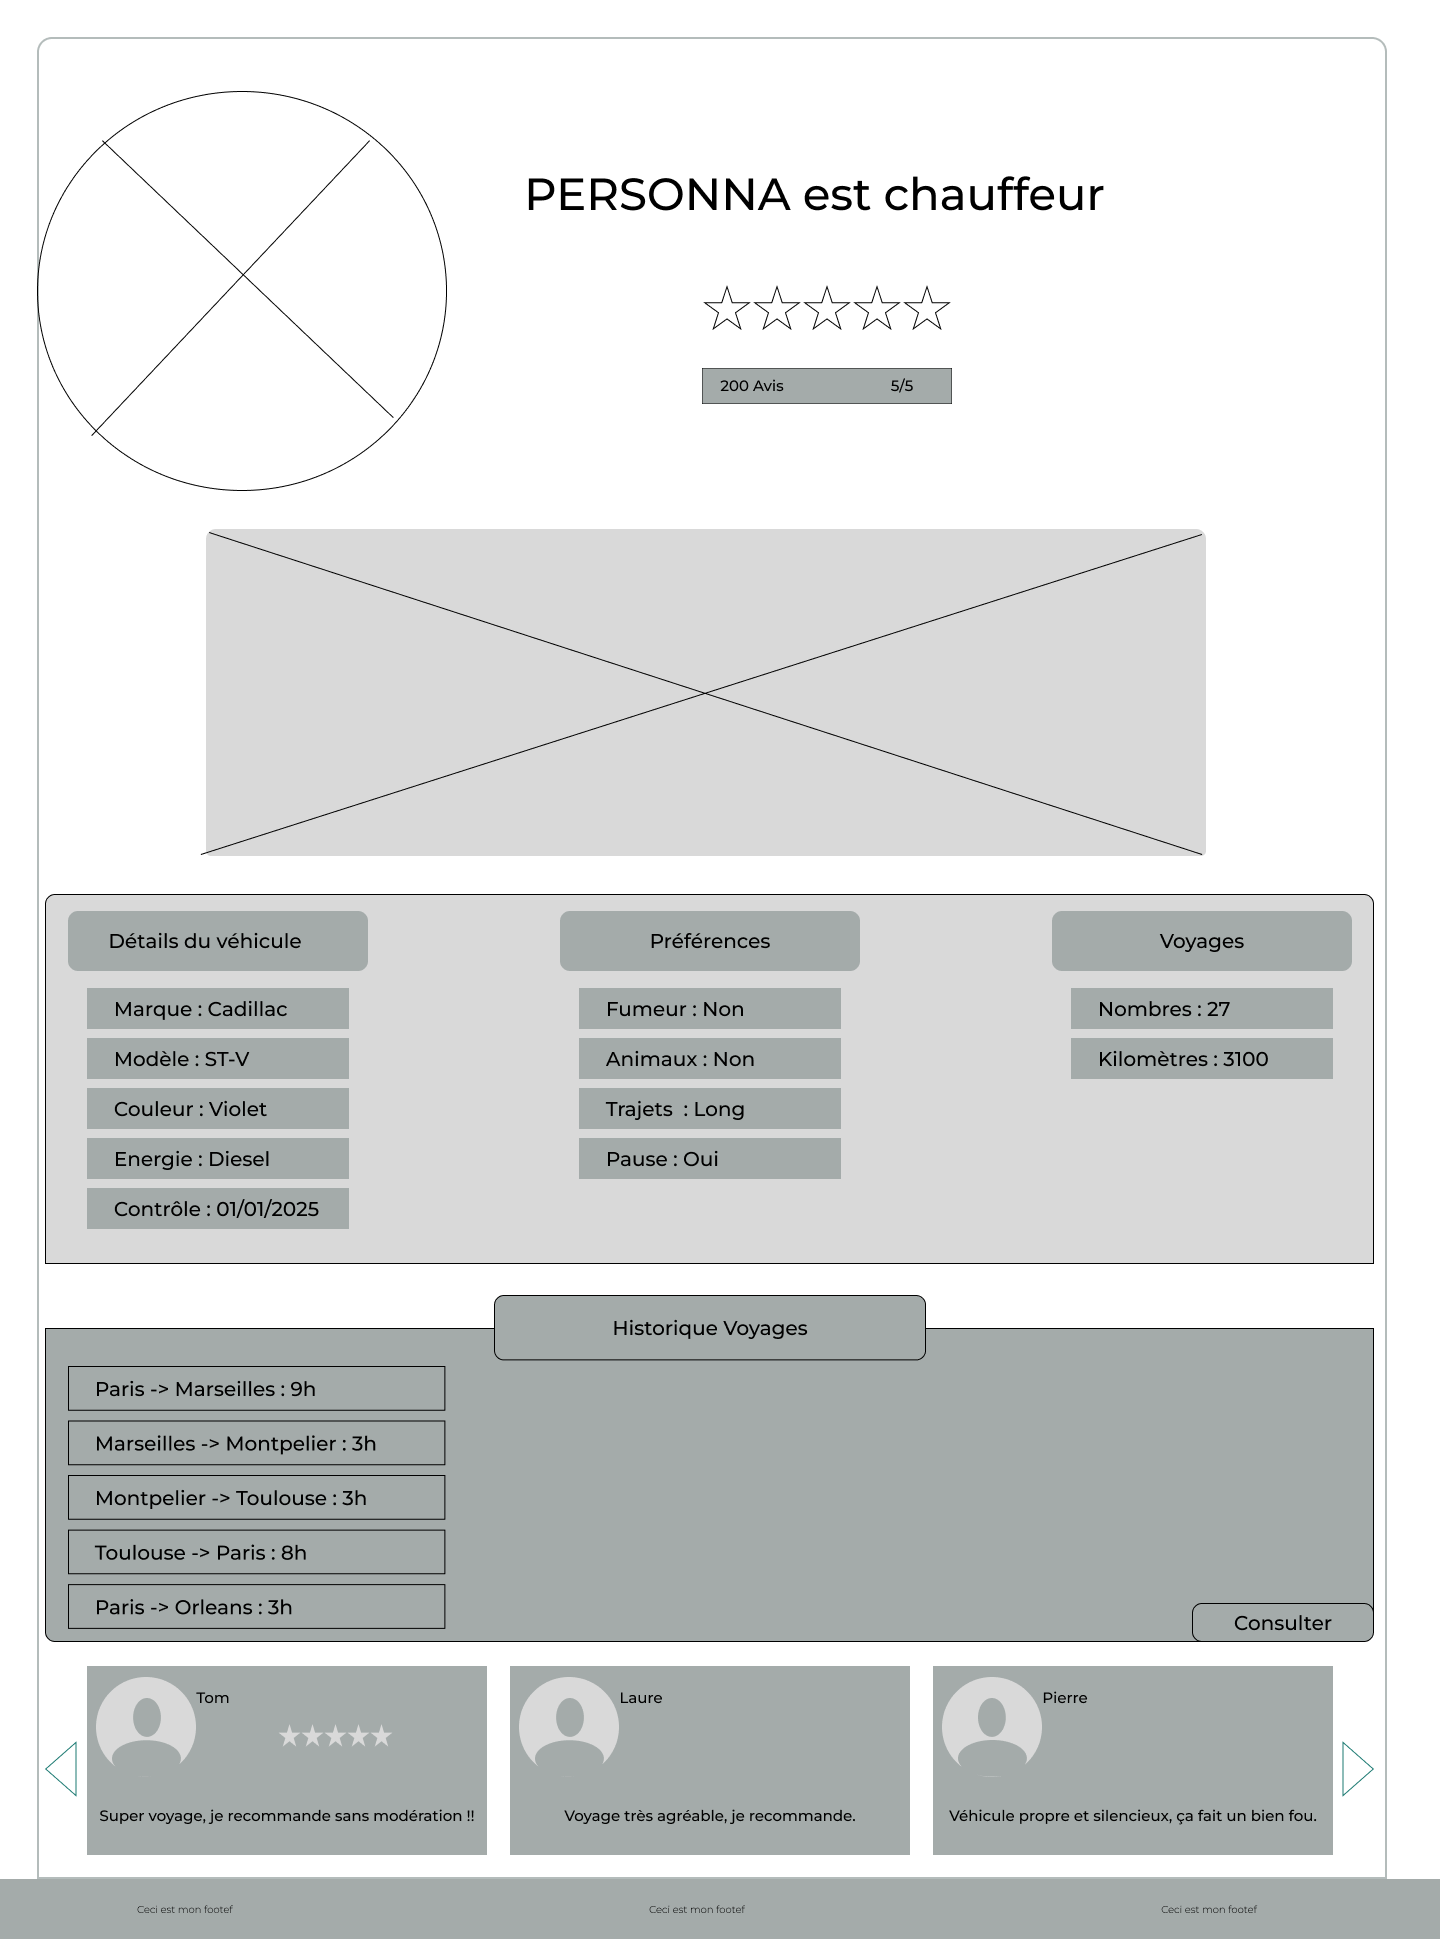 PERSONNA est chauffeur
200 Avis 5/5
Détails du véhicule
Marque : Cadillac
Modèle : ST-V
Couleur : Violet
Energie : Diesel
Contrôle : 01/01/2025
Préférences
Fumeur : Non
Animaux : Non
Trajets  : Long
Pause : Oui
Voyages
Nombres : 27
Kilomètres : 3100
Historique Voyages
Paris -> Marseilles : 9h
Marseilles -> Montpelier : 3h
Montpelier -> Toulouse : 3h
Toulouse -> Paris : 8h
Paris -> Orleans : 3h
Consulter
Tom
Super voyage, je recommande sans modération !!
Laure
Voyage très agréable, je recommande.
Pierre
Véhicule propre et silencieux, ça fait un bien fou.
Ceci est mon footef
Ceci est mon footef
Ceci est mon footef